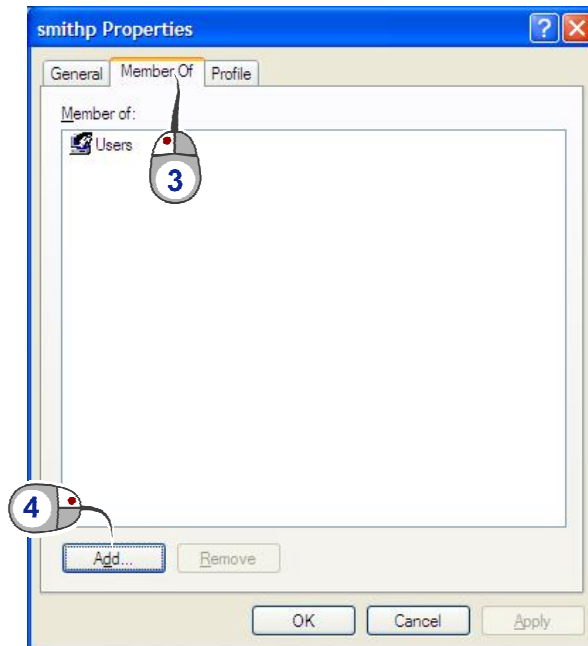 smithp Properties
General Member Of Profile
Member of:
Users
3
4
Add... Remove
OK Cancel Apply